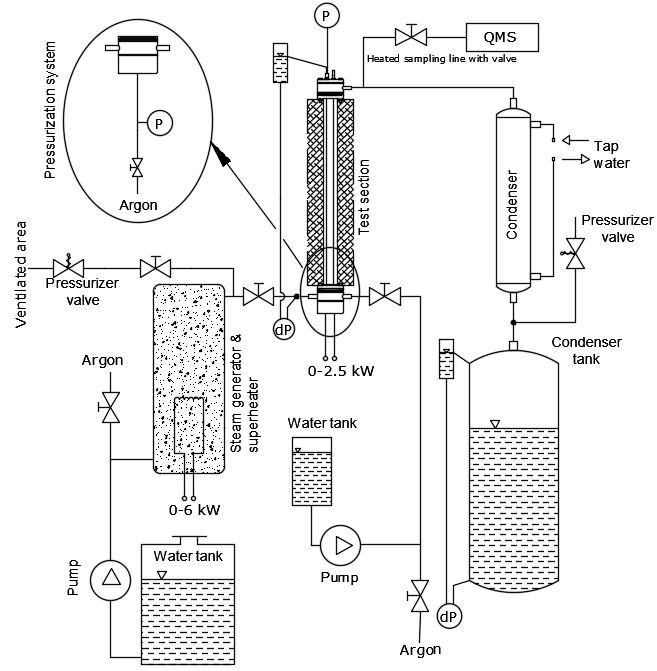 P
QMS
Heated sampling line with valve
Pressurization system
P
Argon
Test section
Condenser
Tap
water
Pressurizer
valve
Ventilated area
Pressurizer
valve
dP
0-2.5 kW
Steam generator &
superheater
Argon
0-6 kW
Condenser
tank
Water tank
Pump
Water tank
Pump
Argon
dP